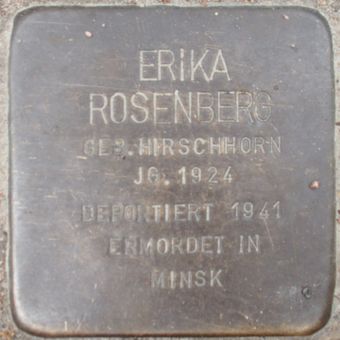 ERIKA
ROSENBERG
GEB. HIRSCHHORN
JG. 1924
DEPORTIERT 1941
ERMORDET IN
MINSK